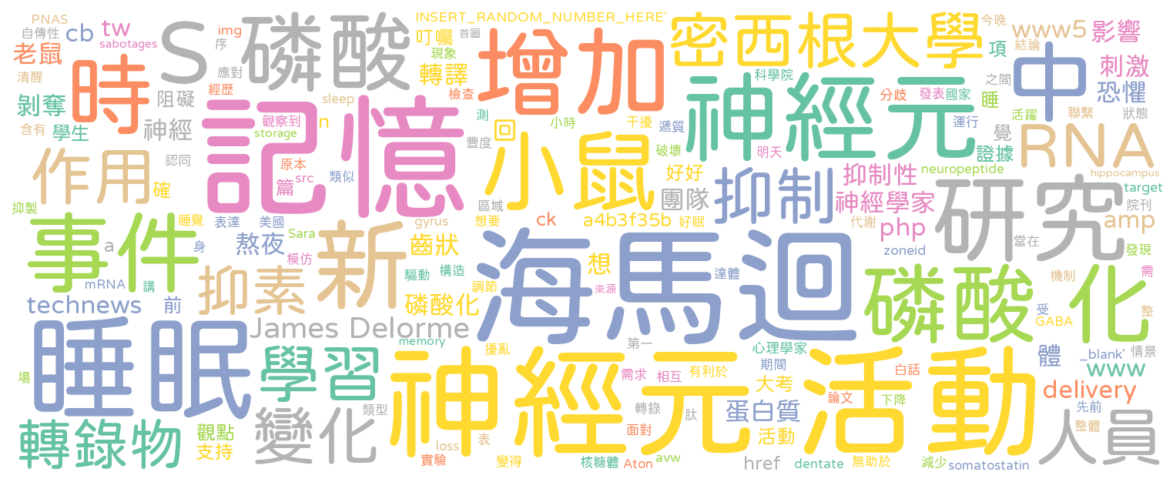 PNAS
自傳性
cb
tw
sabotages
img
序
S
磷酸
INSERT_RANDOM_NUMBER_HERE'
叮囑
首圖
現象
增加
密西根大學
今晚
結論
www5
項
影響
老鼠
清醒
時
應對
經歷
轉譯
檢查
科學院
之間
中
刺激
恐懼
剝奪
阻礙
記憶
神經元
分歧
發表
國家
睡
活躍
聯繫
狀態
含有
學生
神經
觀察到
storage
sleep
n
測
小時
干擾
遞質
回
豐度
破壞
運行
覺
證據
RNA
作用
認同
確
原本
篇
src
類似
小鼠
明天
好好
抑制
抑制性
neuropeptide
hippocampus
target
抑製
睡覺
表達
美國
身
gyrus
區域
想要
ck
團隊
a4b3f35b
好眠
神經學家
代謝
php
研究
院刊
amp
事件
a
熬夜
Sara
模仿
新
齒狀
海馬迴
想
達體
zoneid
當在
發現
mRNA
講
抑素
驅動
構造
調節
來源
磷酸 化
機制
需
technews
前
磷酸化
受
GABA
整
睡眠
James Delorme
memory
擾亂
第一
心理學家
體
_blank'
情景
場
學習
神經元 活動
需求
相互
有利於
期間
大考
白話
www
論文
下降
delivery
轉錄物
觀點
支持
變化
類型
轉錄
肽
蛋白質
先前
整體
人員
loss
表
實驗
變得
面對
核糖體
Aton
avw
活動
href
dentate
無助於
減少
somatostatin